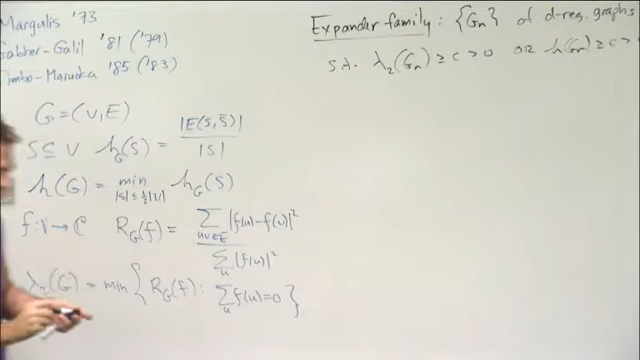 Margulis '73
Gabber-Galil '81 ('79)
Jimbo-Maruoka '85 ('83)
G=(V,E)
S⊆V h_G(S) = |E(S,S̄)| / |S|
h(G) = min_{|S|≤½|V|} h_G(S)
f:V→ℂ R_G(f) = Σ_{uv∈E} |f(u)-f(v)|² / Σ_u |f(u)|²
λ₂(G) = min { R_G(f) : Σ_u f(u)=0 }
Expander family: {G_n} of d-reg. graphs
s.t. λ₂(G_n) ≥ c > 0 or h(G_n) ≥ c >